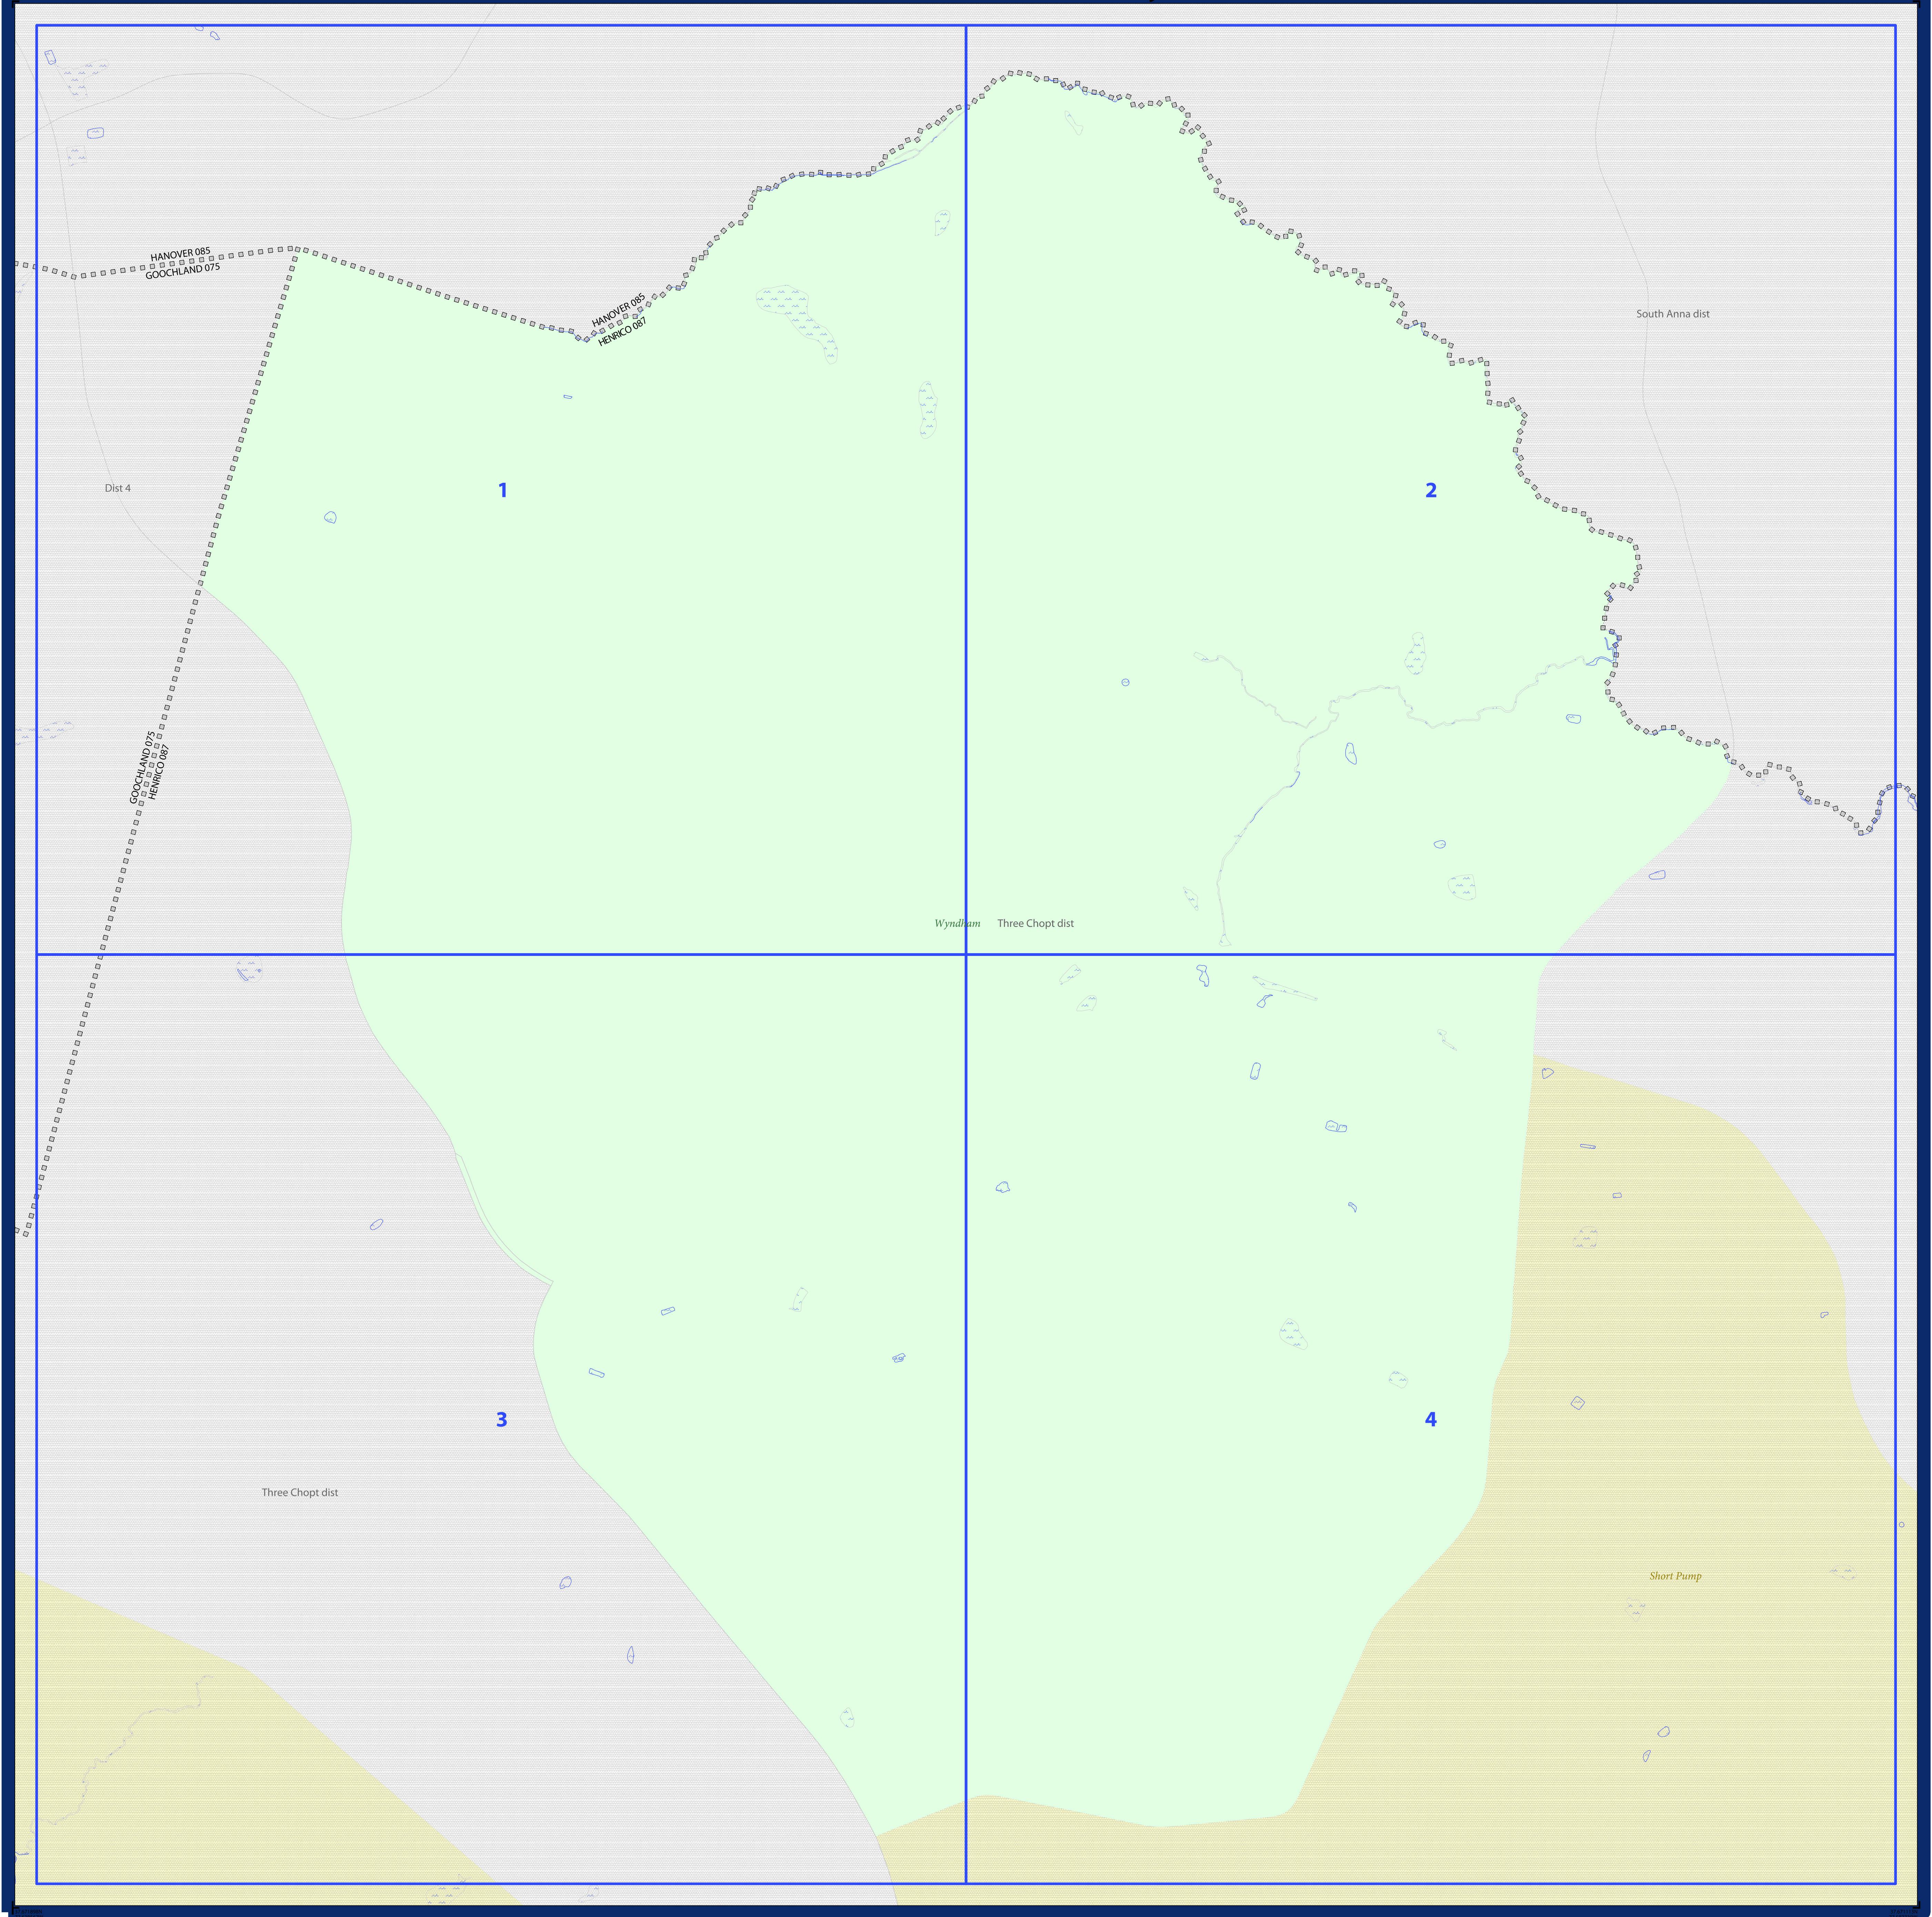 HANOVER 085
GOOCHLAND 075
HANOVER 085
HENRICO 087
South Anna dist
Dist 4
1
2
GOOCHLAND 075
HENRICO 087
Wyndham
Three Chopt dist
3
4
Three Chopt dist
Short Pump